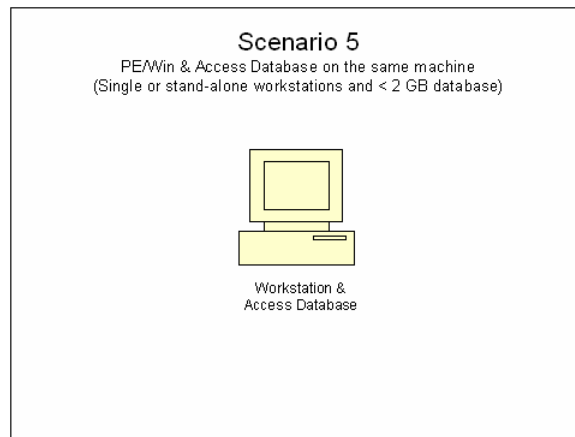 Scenario 5
PE/Win & Access Database on the same machine
(Single or stand-alone workstations and < 2 GB database)
Workstation &
Access Database